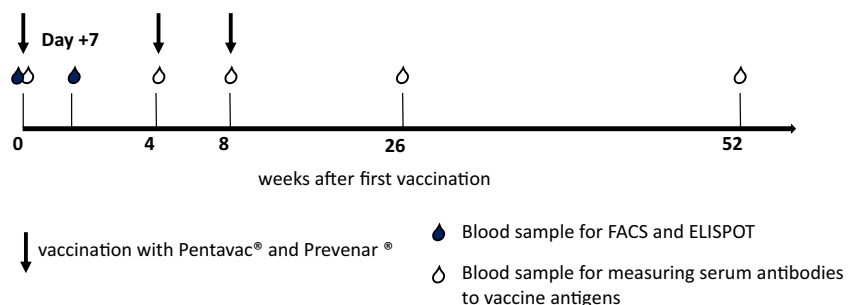 Day +7
0
4
8
26
52
weeks after first vaccination
vaccination with Pentavac® and Prevenar ®
Blood sample for FACS and ELISPOT
Blood sample for measuring serum antibodies
to vaccine antigens